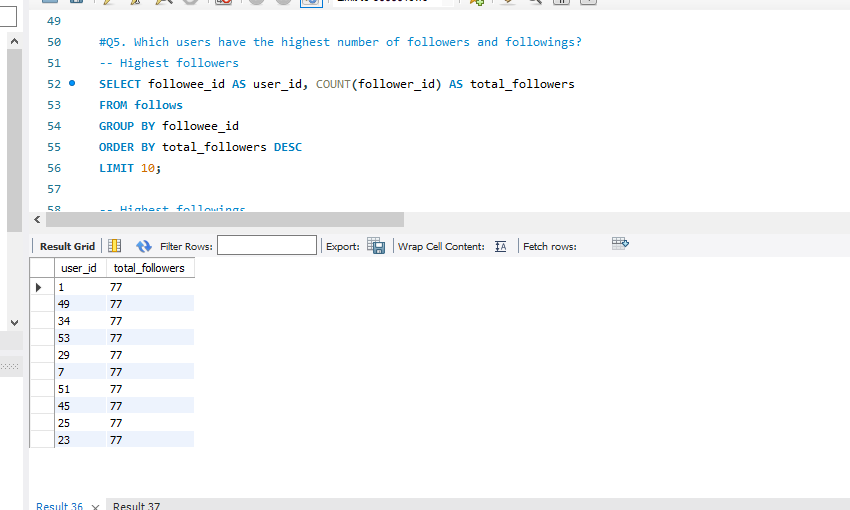 49
50 #Q5. Which users have the highest number of followers and followings?
51 -- Highest followers
52 SELECT followee_id AS user_id, COUNT(follower_id) AS total_followers
53 FROM follows
54 GROUP BY followee_id
55 ORDER BY total_followers DESC
56 LIMIT 10;
57
58 -- Highest followings
Result Grid Filter Rows: Export: Wrap Cell Content: Fetch rows:
user_id total_followers
1 77
49 77
34 77
53 77
29 77
7 77
51 77
45 77
25 77
23 77
Result 36 Result 37